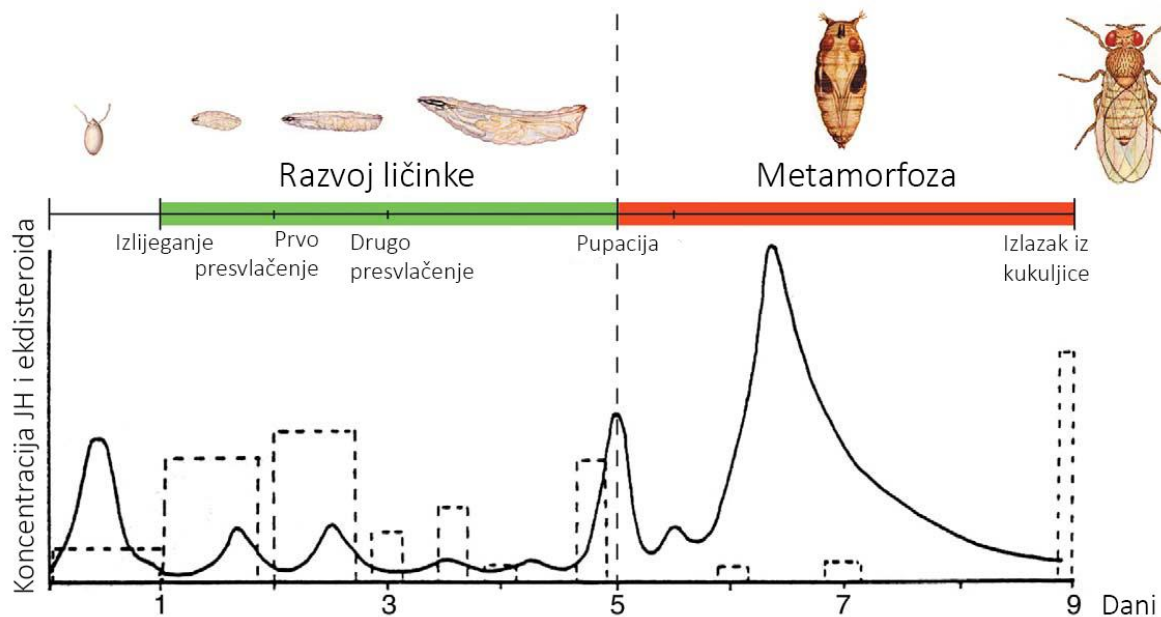 Razvoj ličinke
Metamorfoza
Izlijeganje
Prvo
presvlačenje
Drugo
presvlačenje
Pupacija
Izlazak iz
kukuljice
Koncentracija JH i ekdisteroida
1
3
5
7
9
Dani